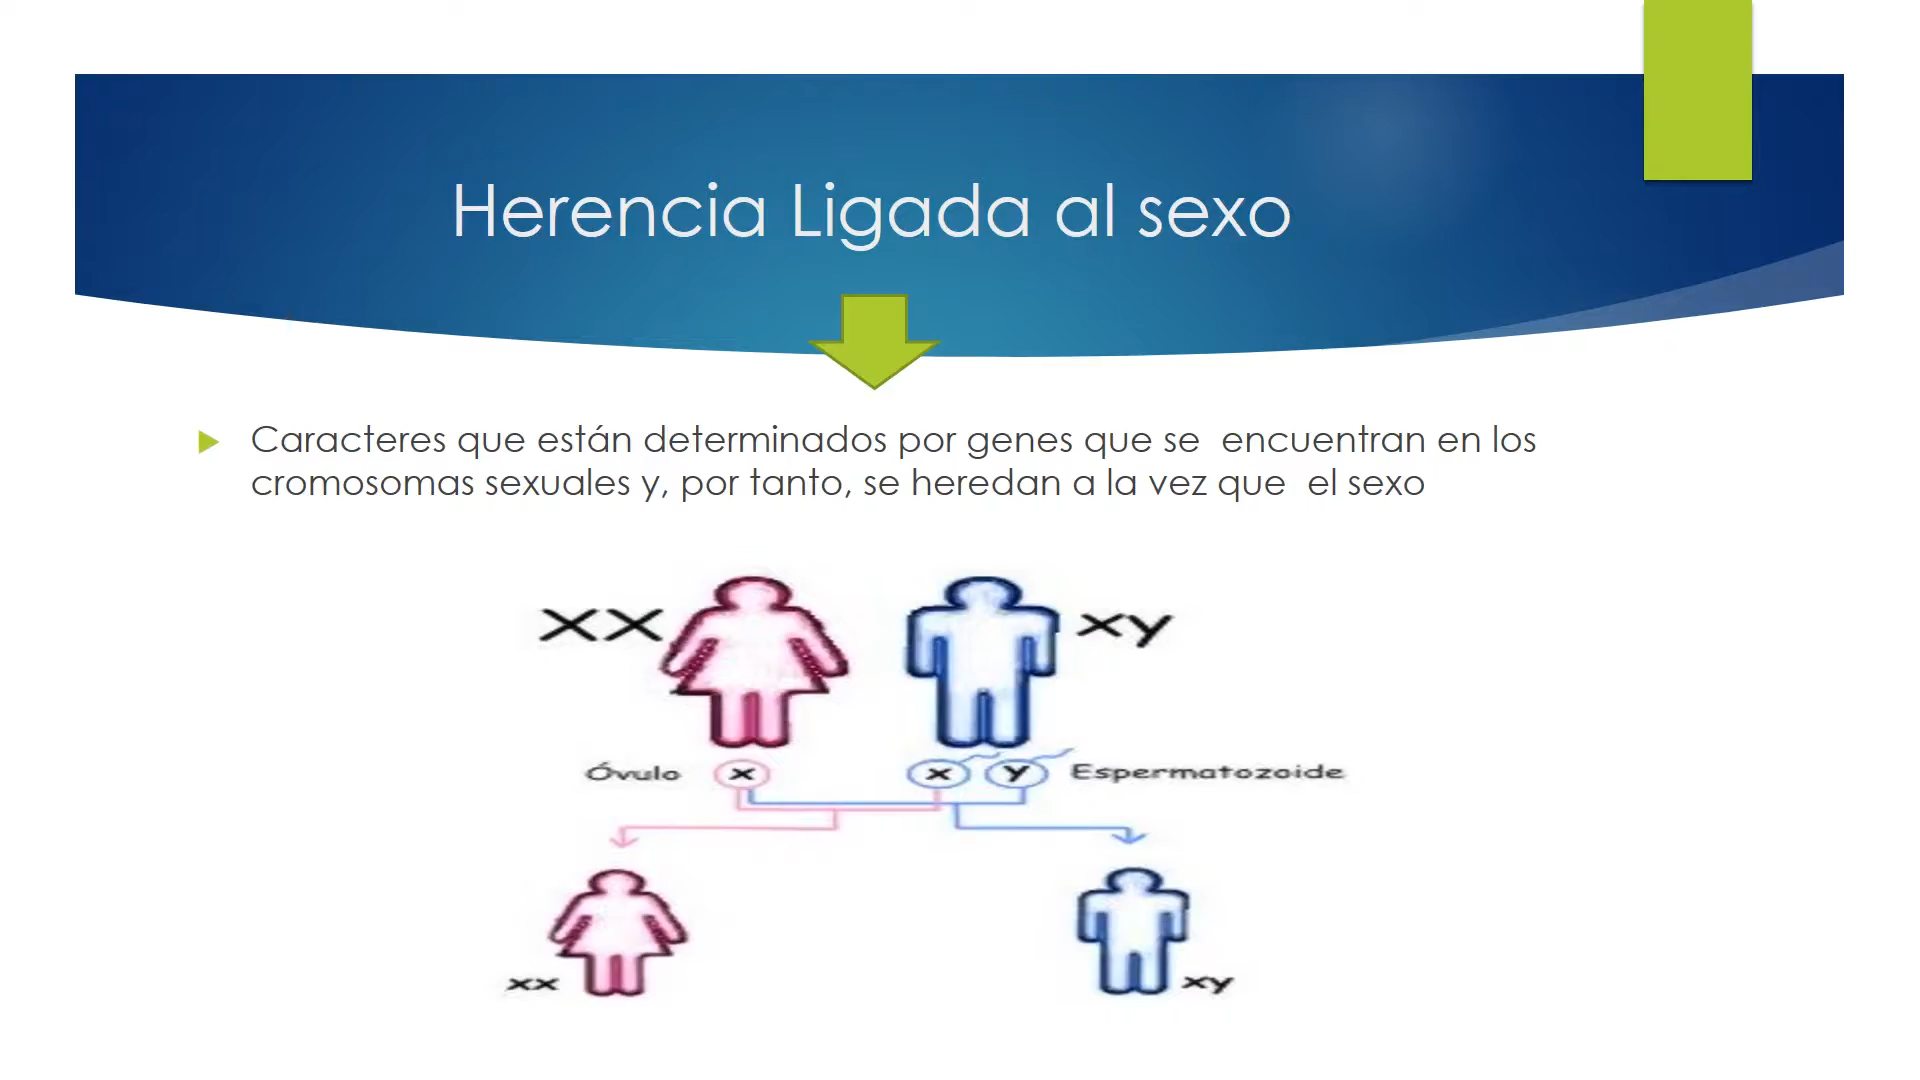 Herencia Ligada al sexo
Caracteres que están determinados por genes que se encuentran en los
cromosomas sexuales y, por tanto, se heredan a la vez que el sexo
XX
xy
Óvulo
x
x
y
Espermatozoide
xx
xy